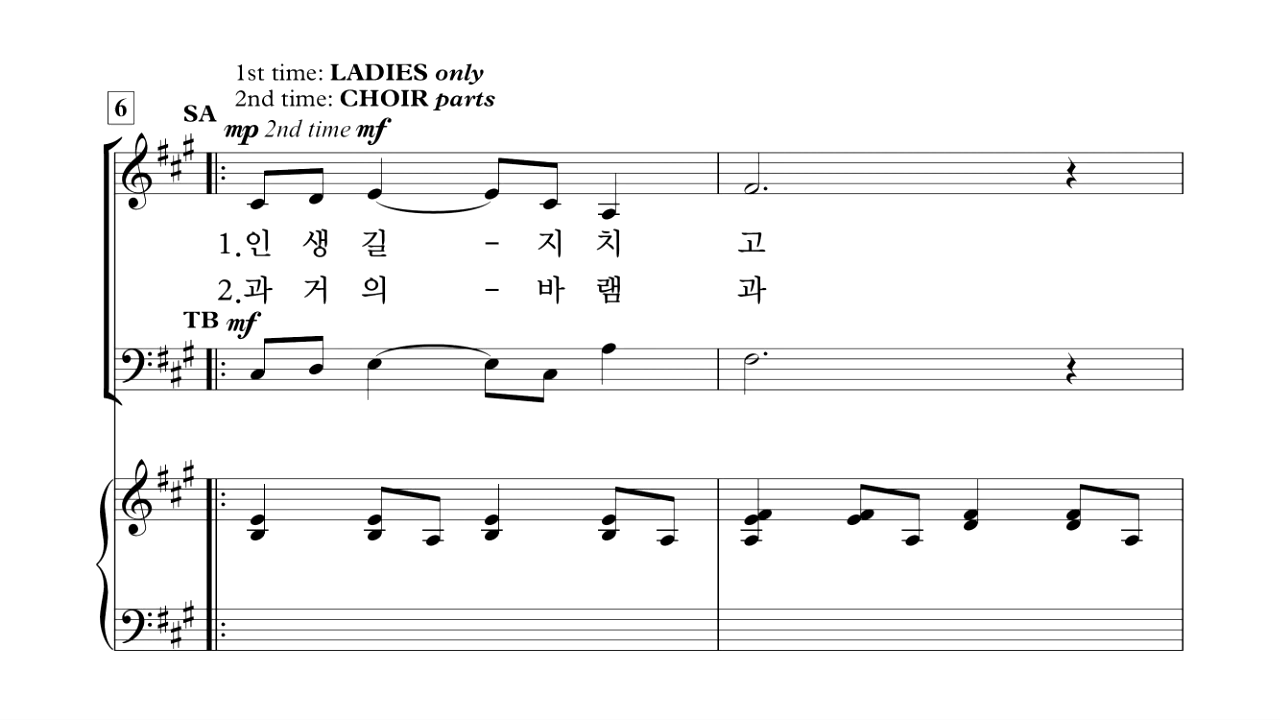 1st time: LADIES only
2nd time: CHOIR parts
6
SA
mp 2nd time mf
1.인 생 길 - 지 치 고
2.과 거 의 - 바 램 과
TB mf